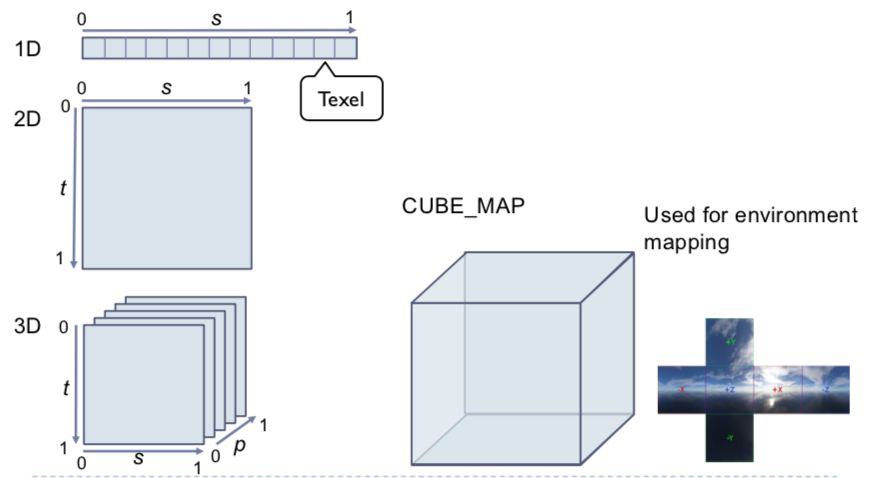 0 s 1
1D
Texel
0 s 1
0
2D
t
1
CUBE_MAP
Used for environment
mapping
3D
0
t
1
0 s 1
0 p 1
+Y
-X +Z +X -Z
-Y